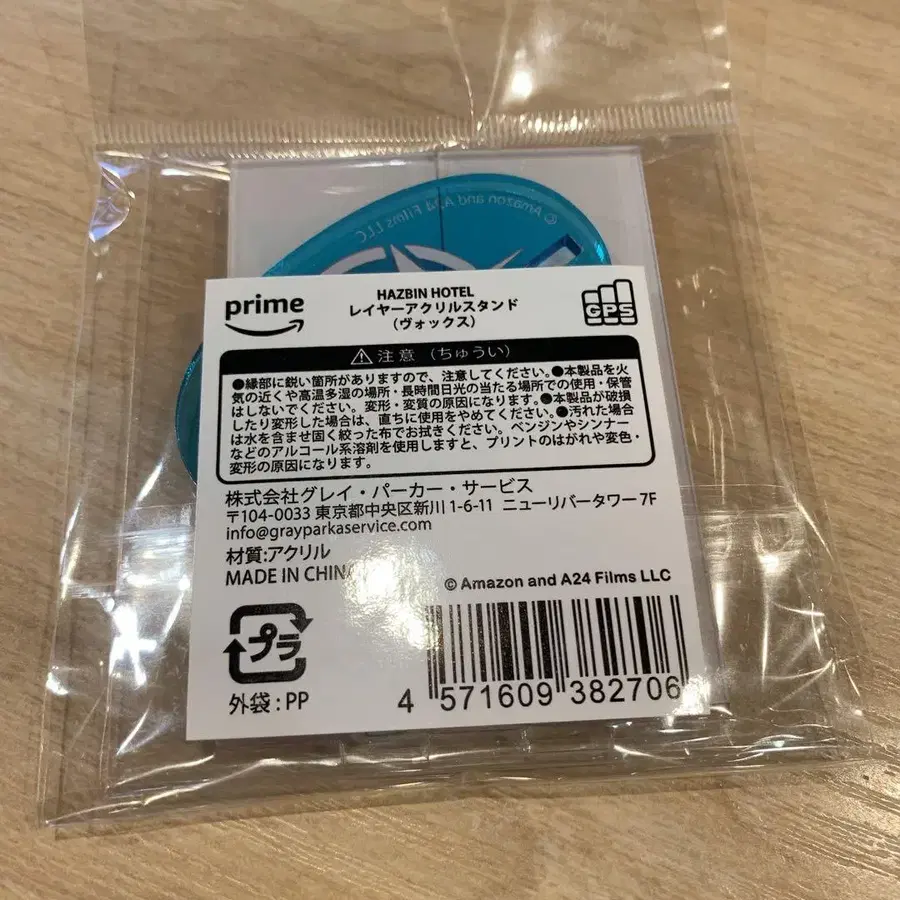 © Amazon and A24 Films LLC
prime
HAZBIN HOTEL
レイヤーアクリルスタンド
(ヴォックス)
GPS
注意(ちゅうい)
●縁部に鋭い箇所がありますので、注意してください。●本製品を火
気の近くや高温多湿の場所・長時間日光の当たる場所での使用・保管
はしないでください。変形・変質の原因になります。●本製品が破損
したり変形した場合は、直ちに使用をやめてください。●汚れた場合
は水を含ませ固く絞った布でお拭きください。ベンジンやシンナー
などのアルコール系溶剤を使用しますと、プリントのはがれや変色・
変形の原因になります。
株式会社グレイ・パーカー・サービス
〒104-0033 東京都中央区新川 1-6-11 ニューリバータワー 7F
info@grayparkaservice.com
材質:アクリル
MADE IN CHINA
© Amazon and A24 Films LLC
プラ
外袋:PP
4 571609 382706